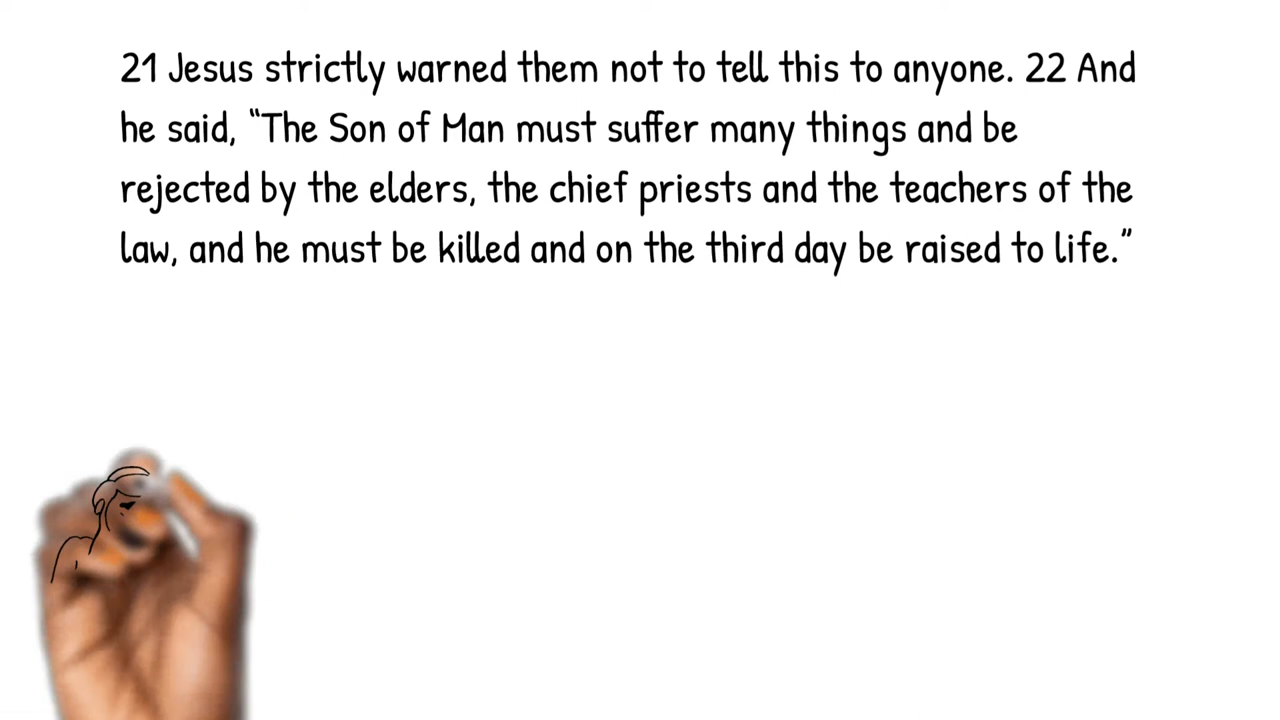 21 Jesus strictly warned them not to tell this to anyone. 22 And
he said, “The Son of Man must suffer many things and be
rejected by the elders, the chief priests and the teachers of the
law, and he must be killed and on the third day be raised to life.”